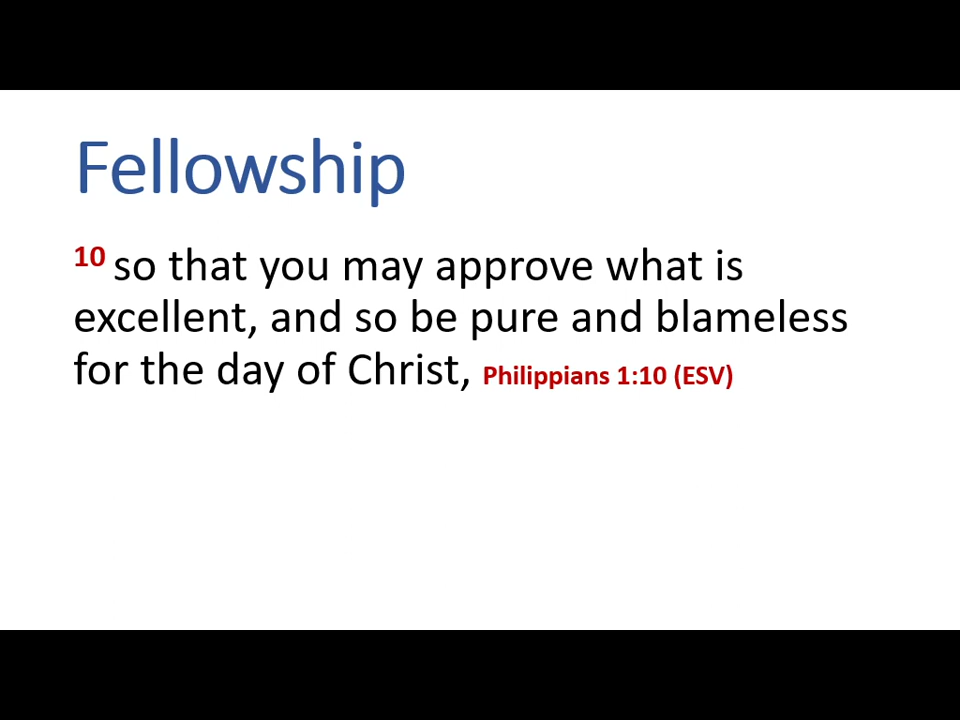 Fellowship
10 so that you may approve what is
excellent, and so be pure and blameless
for the day of Christ, Philippians 1:10 (ESV)